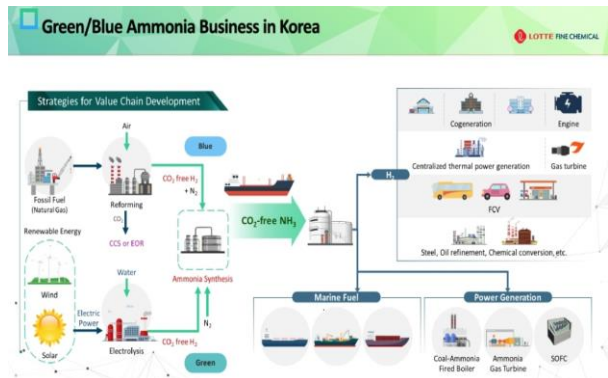 Green/Blue Ammonia Business in Korea
LOTTE FINE CHEMICAL
Strategies for Value Chain Development
Air
Blue
Fossil Fuel
(Natural Gas)
Reforming
CO₂ free H₂
+ N₂
CO₂
CCS or EOR
Renewable Energy
Wind
Solar
Electric
Power
Water
Electrolysis
CO₂ free H₂
N₂
Ammonia Synthesis
Green
CO₂-free NH₃
H₂
Cogeneration
Engine
Centralized thermal power generation
Gas turbine
FCV
Steel, Oil refinement, Chemical conversion, etc.
Marine Fuel
Power Generation
Coal-Ammonia
Fired Boiler
Ammonia
Gas Turbine
SOFC